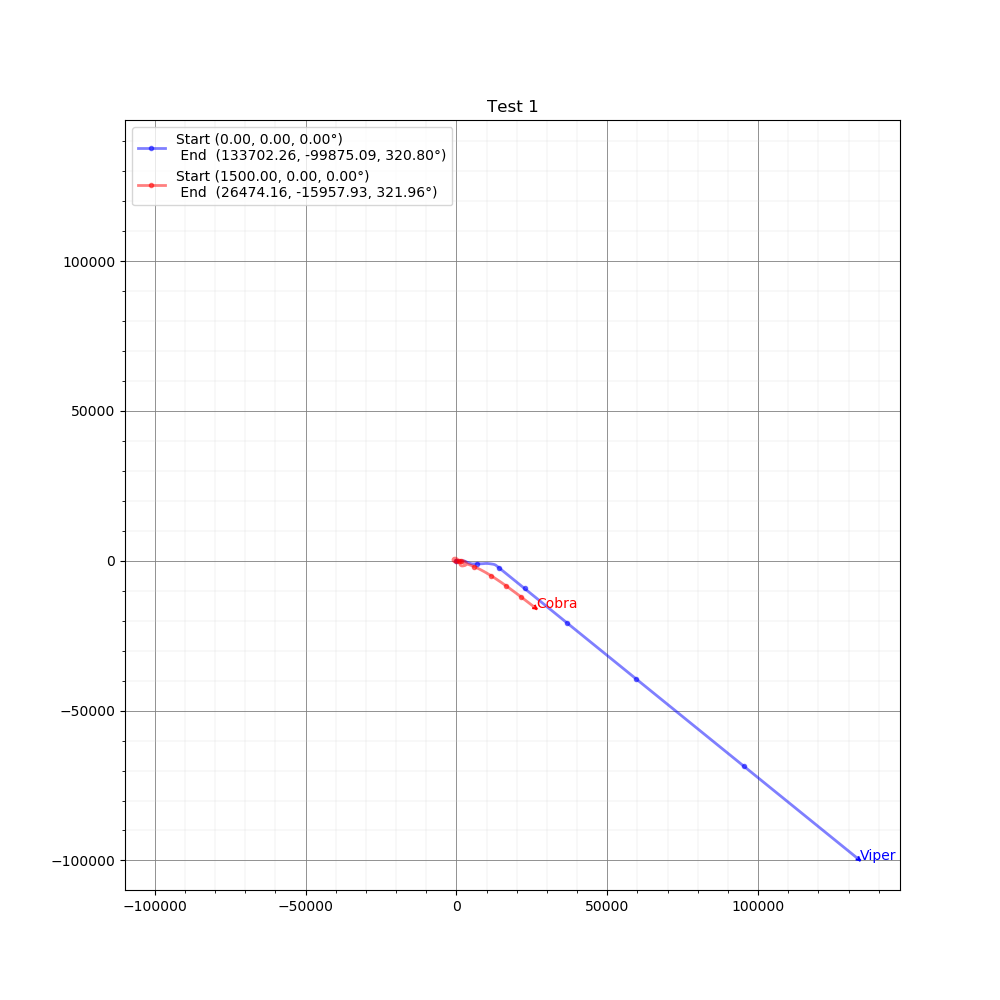 Test 1
Start (0.00, 0.00, 0.00°)
End (133702.26, -99875.09, 320.80°)
Start (1500.00, 0.00, 0.00°)
End (26474.16, -15957.93, 321.96°)
100000
50000
0
−50000
−100000
Cobra
Viper
−100000
−50000
0
50000
100000